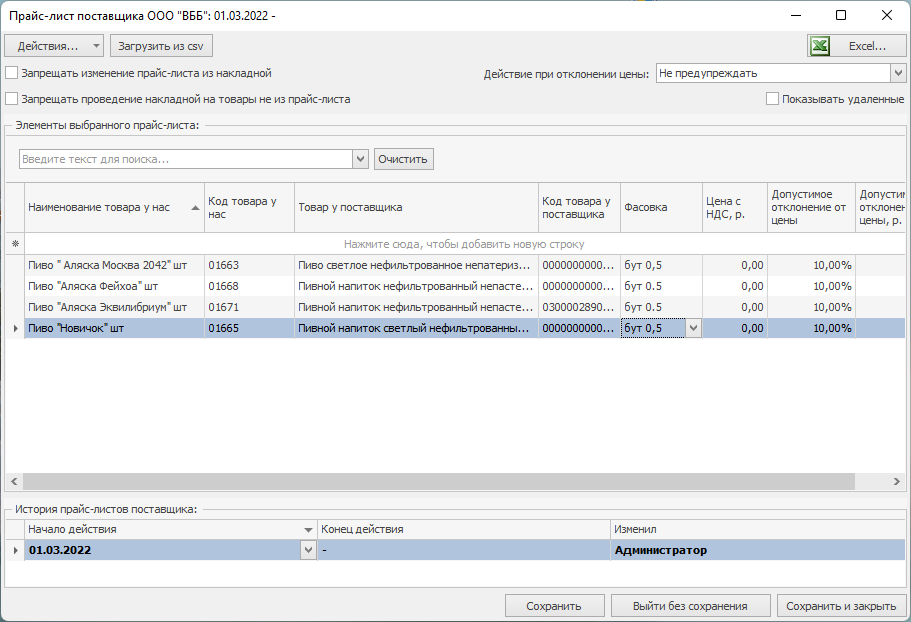 Прайс-лист поставщика ООО "ВББ": 01.03.2022 -
Действия... Загрузить из csv Excel...
Запрещать изменение прайс-листа из накладной Действие при отклонении цены: Не предупреждать
Запрещать проведение накладной на товары не из прайс-листа Показывать удаленные
Элементы выбранного прайс-листа:
Введите текст для поиска... Очистить
Наименование товара у нас Код товара у нас Товар у поставщика Код товара у поставщика Фасовка Цена с НДС, р. Допустимое отклонение от цены Допустим отклонен цены, р.
Нажмите сюда, чтобы добавить новую строку
Пиво " Аляска Москва 2042" шт 01663 Пиво светлое нефильтрованное непатериз... 0000000000... бут 0,5 0,00 10,00%
Пиво "Аляска Фейхоа" шт 01668 Пивной напиток нефильтрованный непасте... 0000000000... бут 0.5 0,00 10,00%
Пиво "Аляска Эквилибриум" шт 01671 Пивной напиток нефильтрованный непасте... 0300002890... бут 0.5 0,00 10,00%
Пиво "Новичок" шт 01665 Пивной напиток светлый нефильтрованны... 0000000000... бут 0,5 0,00 10,00%
История прайс-листов поставщика:
Начало действия Конец действия Изменил
01.03.2022 - Администратор
Сохранить Выйти без сохранения Сохранить и закрыть